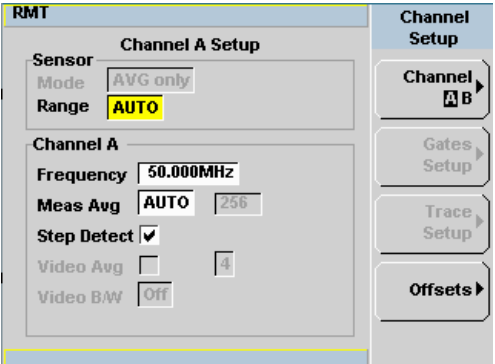 RMT
Channel A Setup
Sensor
Mode AVG only
Range AUTO
Channel A
Frequency 50.000MHz
Meas Avg AUTO 256
Step Detect
Video Avg 4
Video B/W Off
Channel
Setup
Channel
A B
Gates
Setup
Trace
Setup
Offsets